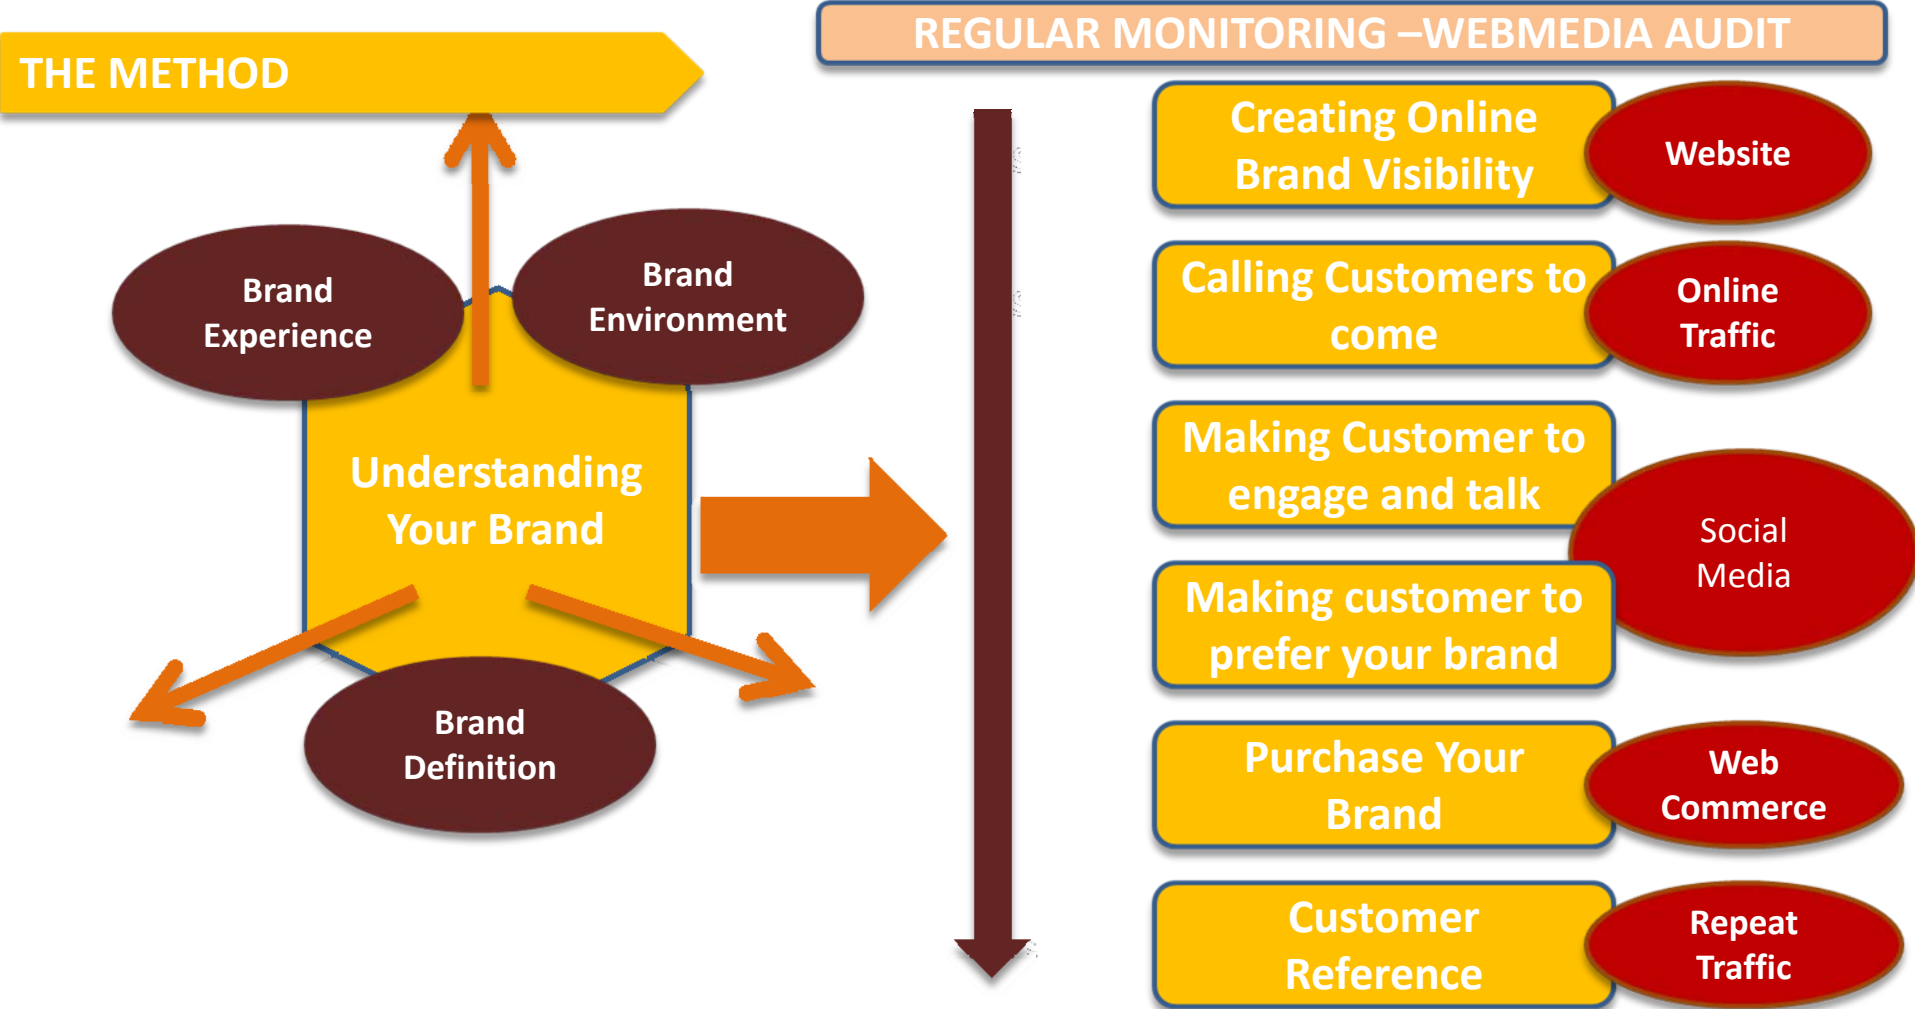 THE METHOD
REGULAR MONITORING –WEBMEDIA AUDIT
Brand
Experience
Brand
Environment
Understanding
Your Brand
Brand
Definition
Creating Online
Brand Visibility
Website
Calling Customers to
come
Online
Traffic
Making Customer to
engage and talk
Social
Media
Making customer to
prefer your brand
Purchase Your
Brand
Web
Commerce
Customer
Reference
Repeat
Traffic